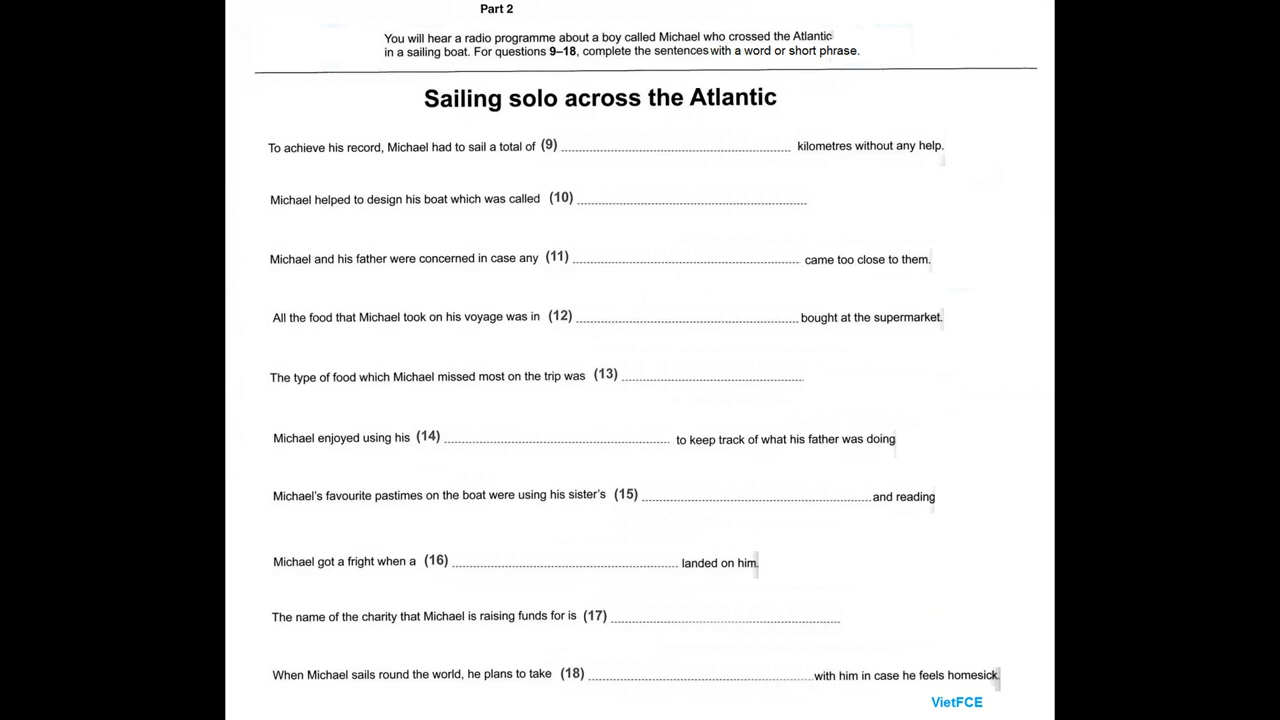 Part 2
You will hear a radio programme about a boy called Michael who crossed the Atlantic
in a sailing boat. For questions 9–18, complete the sentences with a word or short phrase.
Sailing solo across the Atlantic
To achieve his record, Michael had to sail a total of (9) kilometres without any help.
Michael helped to design his boat which was called (10)
Michael and his father were concerned in case any (11) came too close to them.
All the food that Michael took on his voyage was in (12) bought at the supermarket.
The type of food which Michael missed most on the trip was (13)
Michael enjoyed using his (14) to keep track of what his father was doing
Michael's favourite pastimes on the boat were using his sister's (15) and reading
Michael got a fright when a (16) landed on him.
The name of the charity that Michael is raising funds for is (17)
When Michael sails round the world, he plans to take (18) with him in case he feels homesick.
VietFCE